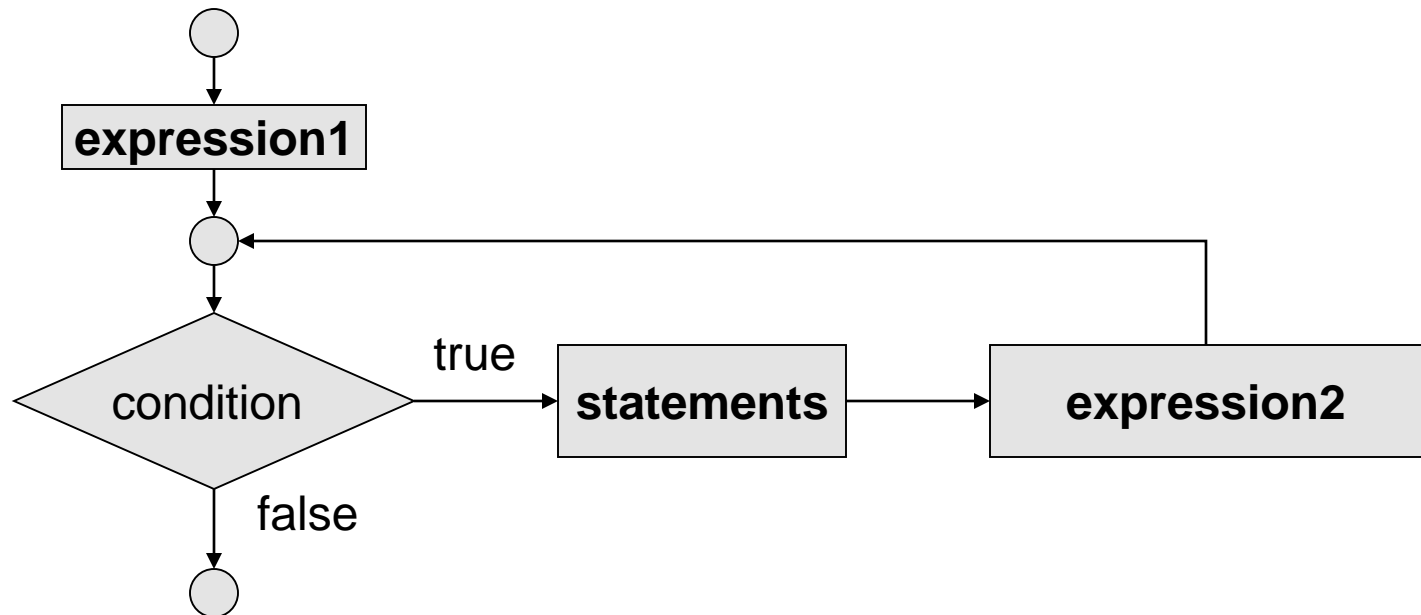 expression1
true
condition
statements
expression2
false